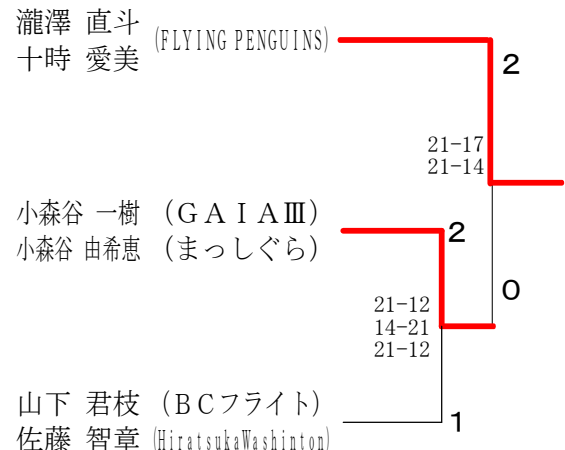 瀧澤 直斗
十時 愛美 (FLYING PENGUINS)
2
21-17
21-14
小森谷 一樹 (GAIAⅢ)
小森谷 由希恵 (まっしぐら)
2
0
21-12
14-21
21-12
山下 君枝 (BCフライト)
佐藤 智章 (HiratsukaWashinton)
1